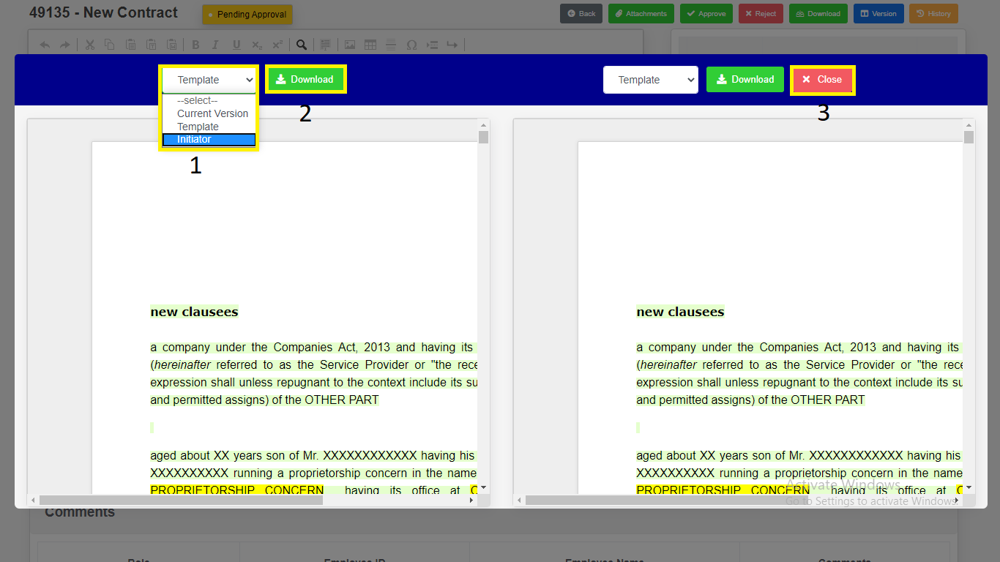 49135 - New Contract
Pending Approval
Back
Attachments
Approve
Reject
Download
Version
History
B I U x₂ x² Ω
Template
Download
Template
Download
Close
--select--
Current Version
Template
Initiator
1
2
3
new clausees
a company under the Companies Act, 2013 and having its
(hereinafter referred to as the Service Provider or "the rece
expression shall unless repugnant to the context include its su
and permitted assigns) of the OTHER PART
aged about XX years son of Mr. XXXXXXXXXXXX having his
XXXXXXXXXX running a proprietorship concern in the name
PROPRIETORSHIP CONCERN having its office at
new clausees
a company under the Companies Act, 2013 and having its
(hereinafter referred to as the Service Provider or "the rece
expression shall unless repugnant to the context include its su
and permitted assigns) of the OTHER PART
aged about XX years son of Mr. XXXXXXXXXXXX having his
XXXXXXXXXX running a proprietorship concern in the name
PROPRIETORSHIP CONCERN having its office at
Activate Windows
Go to Settings to activate Windows.
Comments
Role
Employee ID
Employee Name
Comments